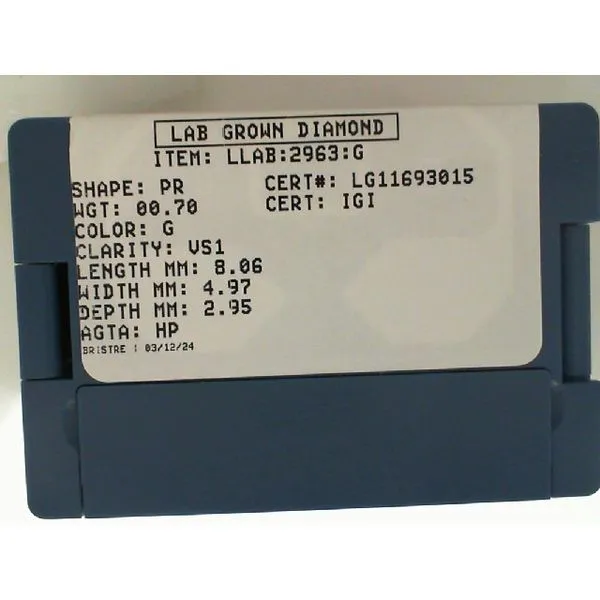 LAB GROWN DIAMOND
ITEM: LLAB:2963:G
SHAPE: PR CERT#: LG11693015
WGT: 00.70 CERT: IGI
COLOR: G
CLARITY: VS1
LENGTH MM: 8.06
WIDTH MM: 4.97
DEPTH MM: 2.95
AGTA: HP
BRISTRE : 03/12/24